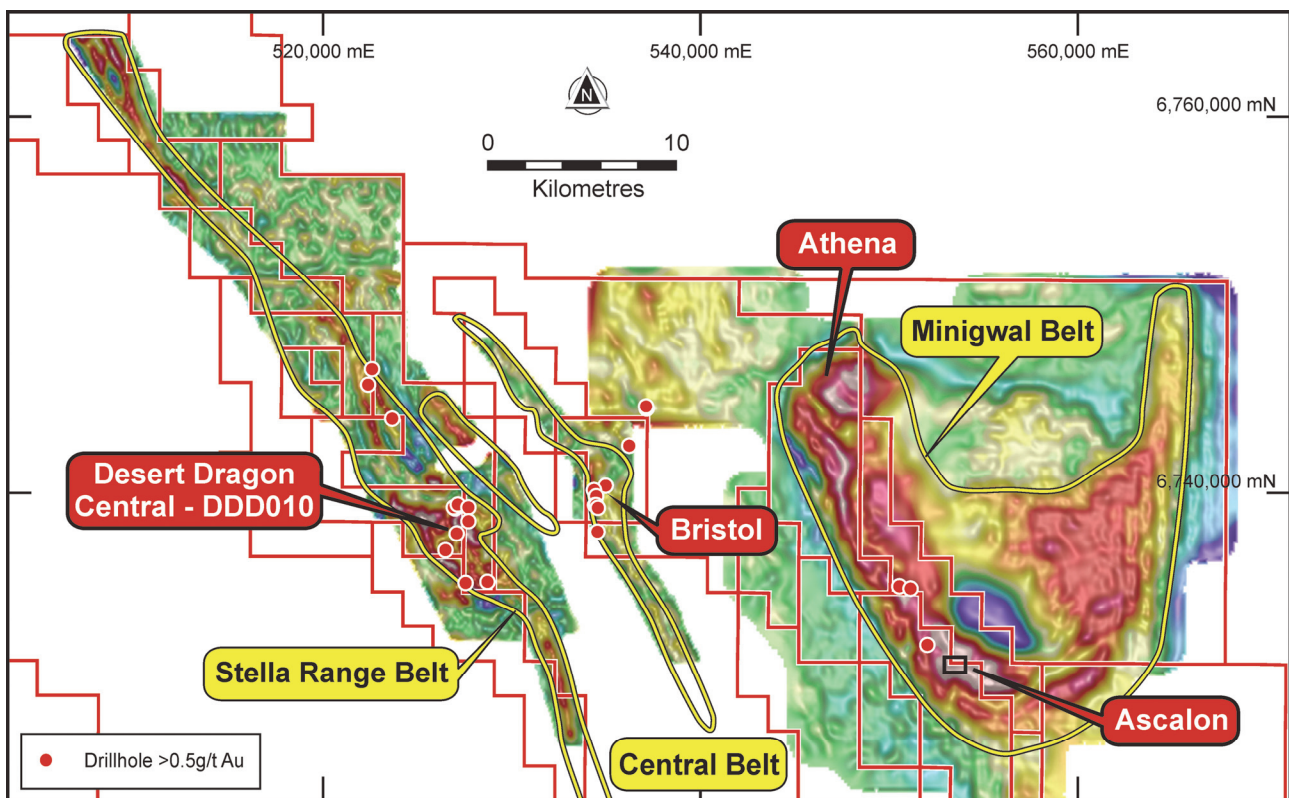 520,000 mE
540,000 mE
560,000 mE
N
6,760,000 mN
0
10
Kilometres
Athena
Minigwal Belt
Desert Dragon
Central - DDD010
6,740,000 mN
Bristol
Stella Range Belt
Ascalon
Central Belt
Drillhole >0.5g/t Au